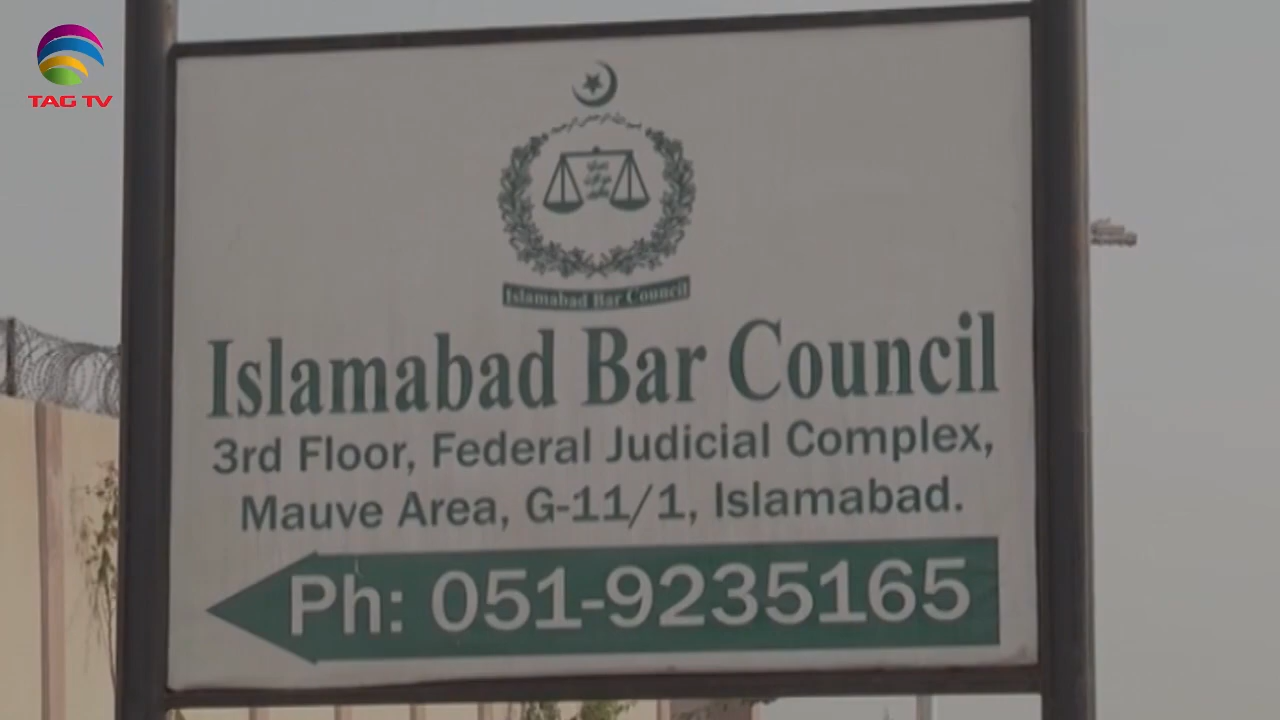 TAG TV
Islamabad Bar Council
Islamabad Bar Council
3rd Floor, Federal Judicial Complex,
Mauve Area, G-11/1, Islamabad.
Ph: 051-9235165